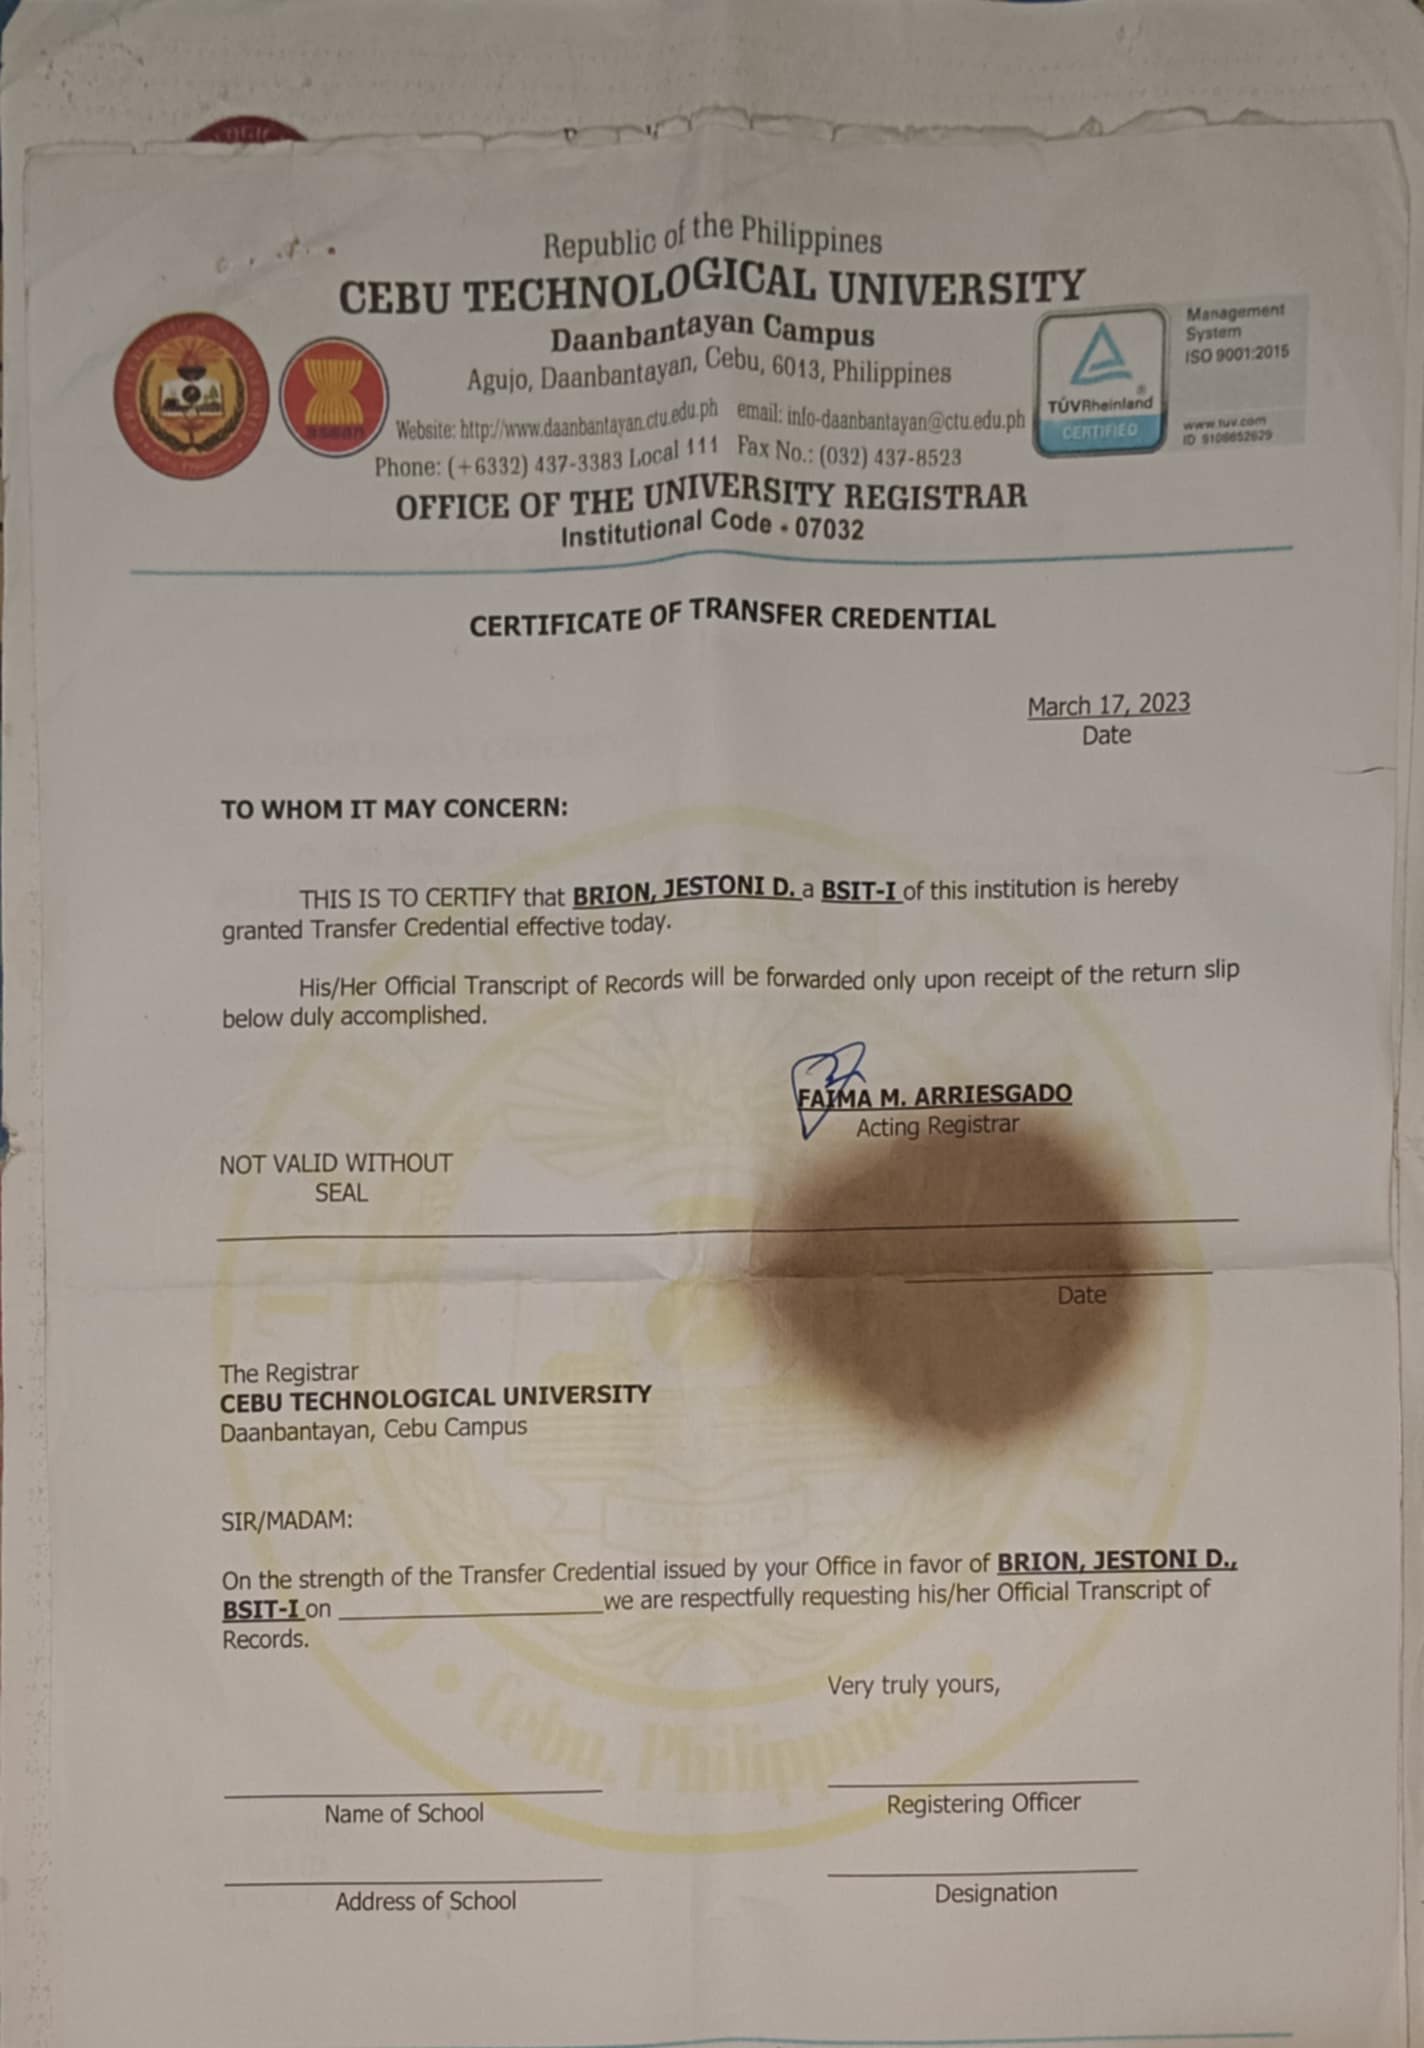 Republic of the Philippines
CEBU TECHNOLOGICAL UNIVERSITY
Daanbantayan Campus
Agujo, Daanbantayan, Cebu, 6013, Philippines
Website: http://www.daanbantayan.ctu.edu.ph email: info-daanbantayan@ctu.edu.ph
Phone: (+6332) 437-3383 Local 111 Fax No.: (032) 437-8523
OFFICE OF THE UNIVERSITY REGISTRAR
Institutional Code - 07032
asean
TÜVRheinland
CERTIFIED
Management
System
ISO 9001:2015
www.tuv.com
ID 9108652629
CERTIFICATE OF TRANSFER CREDENTIAL
March 17, 2023
Date
TO WHOM IT MAY CONCERN:
THIS IS TO CERTIFY that BRION, JESTONI D. a BSIT-I of this institution is hereby
granted Transfer Credential effective today.
His/Her Official Transcript of Records will be forwarded only upon receipt of the return slip
below duly accomplished.
FAIMA M. ARRIESGADO
Acting Registrar
NOT VALID WITHOUT
SEAL
Date
The Registrar
CEBU TECHNOLOGICAL UNIVERSITY
Daanbantayan, Cebu Campus
SIR/MADAM:
On the strength of the Transfer Credential issued by your Office in favor of BRION, JESTONI D.,
BSIT-I on ____________________ we are respectfully requesting his/her Official Transcript of
Records.
Very truly yours,
Name of School
Registering Officer
Address of School
Designation
Cebu, Philippines